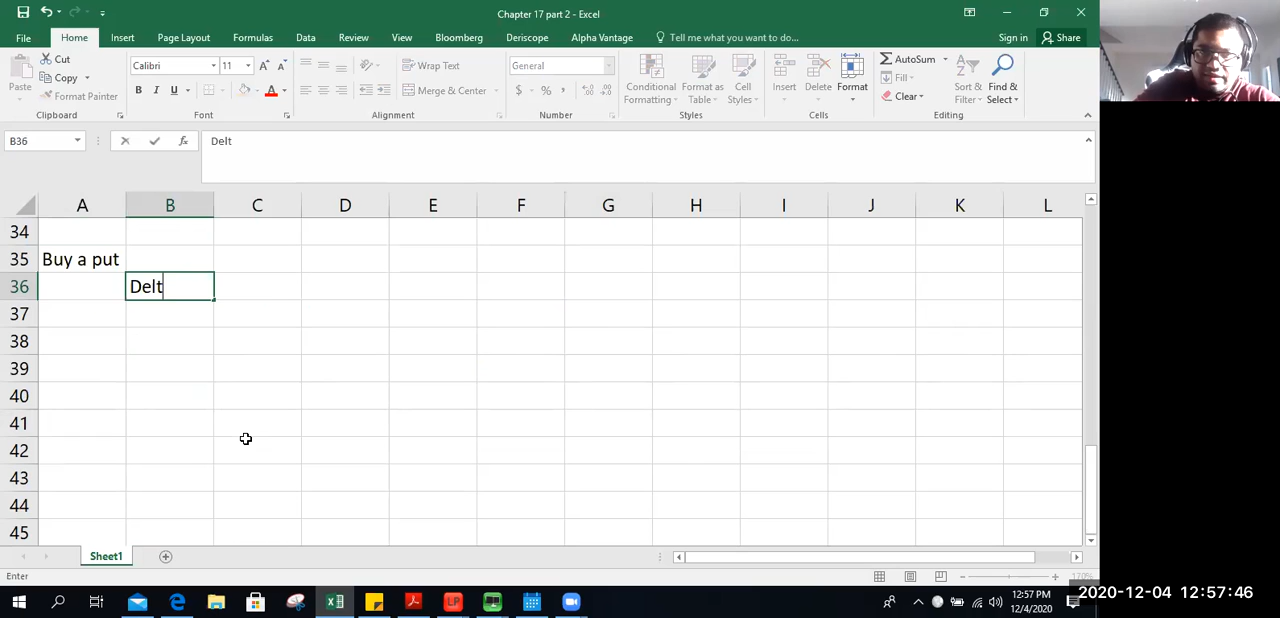 Chapter 17 part 2 - Excel
File Home Insert Page Layout Formulas Data Review View Bloomberg Deriscope Alpha Vantage Tell me what you want to do... Sign in Share
Paste Cut Calibri 11 Wrap Text General Conditional Formatting Format as Table Cell Styles Insert Delete Format AutoSum Sort & Filter Find & Select
Copy Fill
Format Painter Merge & Center $ % Clear
Clipboard Font Alignment Number Styles Cells Editing
B36 fx Delt
A B C D E F G H I J K L
34
35 Buy a put
36 Delt
37
38
39
40
41
42
43
44
45
Sheet1
Enter 170%
12:57 PM
12/4/2020
2020-12-04 12:57:46